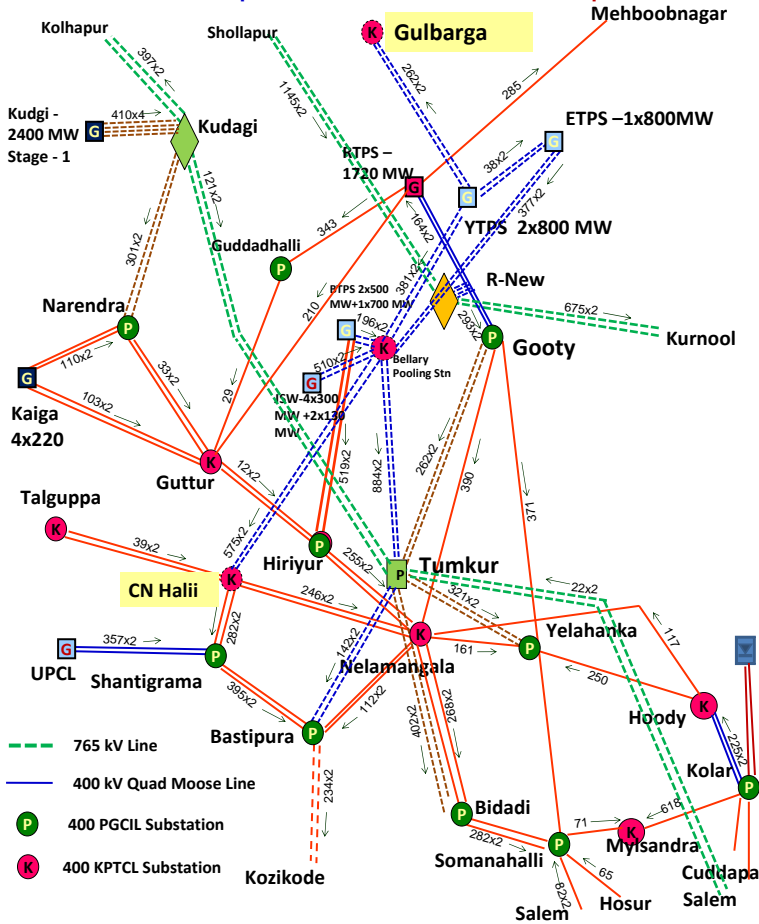 Mehboobnagar
Kolhapur
Shollapur
K
Gulbarga
397x2
262x2
285
1145x2
Kudgi -
2400 MW
Stage - 1
410x4
G
Kudagi
ETPS –1x800MW
G
38x2
RTPS –
1720 MW
G
G
YTPS 2x800 MW
377x2
121x2
343
164x2
Guddadhalli
P
301x2
210
381x2
R-New
BTPS 2x500
MW+1x700 MW
G
196x2
293x2
675x2
Kurnool
Narendra
P
P
Gooty
K
Bellary
Pooling Stn
110x2
33x2
510x2
G
JSW-4x300
MW +2x130
MW
G
Kaiga
4x220
103x2
29
Guttur
K
12x2
519x2
884x2
262x2
390
371
Talguppa
K
39x2
575x2
Hiriyur
P
255x2
P
Tumkur
22x2
CN Halii
K
246x2
321x2
Yelahanka
P
282x2
142x2
K
Nelamangala
161
117
250
UPCL
G
357x2
P
Shantigrama
395x2
112x2
402x2
268x2
Hoody
K
225x2
Kolar
P
Bastipura
P
765 kV Line
400 kV Quad Moose Line
234x2
P
400 PGCIL Substation
P
Bidadi
282x2
71
618
K
Mylsandra
K
400 KPTCL Substation
Somanahalli
P
Kozikode
82x2
65
Cuddapa
Salem
Hosur
Salem